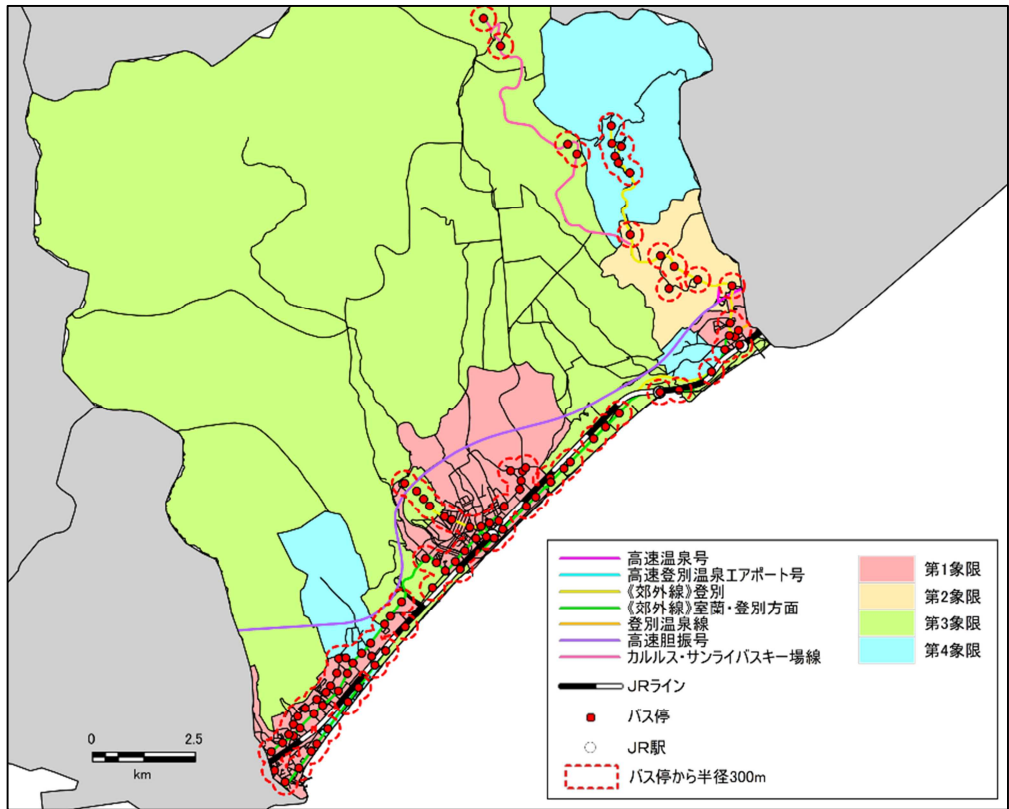 高速温泉号
高速登別温泉エアポート号
《郊外線》登別
《郊外線》室蘭・登別方面
登別温泉線
高速胆振号
カルルス・サンライバスキー場線
JRライン
バス停
JR駅
バス停から半径300m
第1象限
第2象限
第3象限
第4象限
0 2.5
km